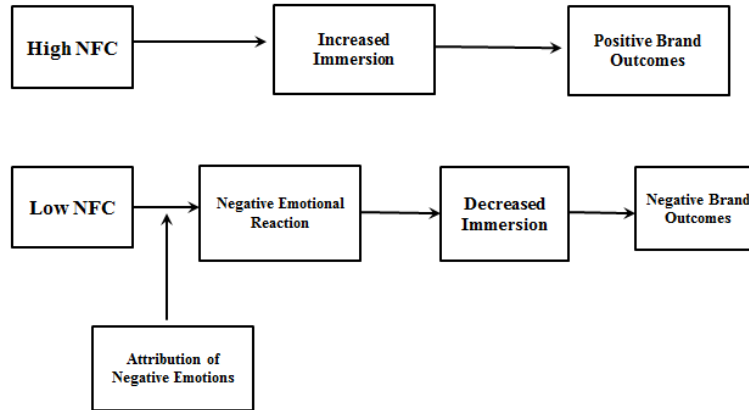 High NFC
Increased
Immersion
Positive Brand
Outcomes
Low NFC
Negative Emotional
Reaction
Decreased
Immersion
Negative Brand
Outcomes
Attribution of
Negative Emotions